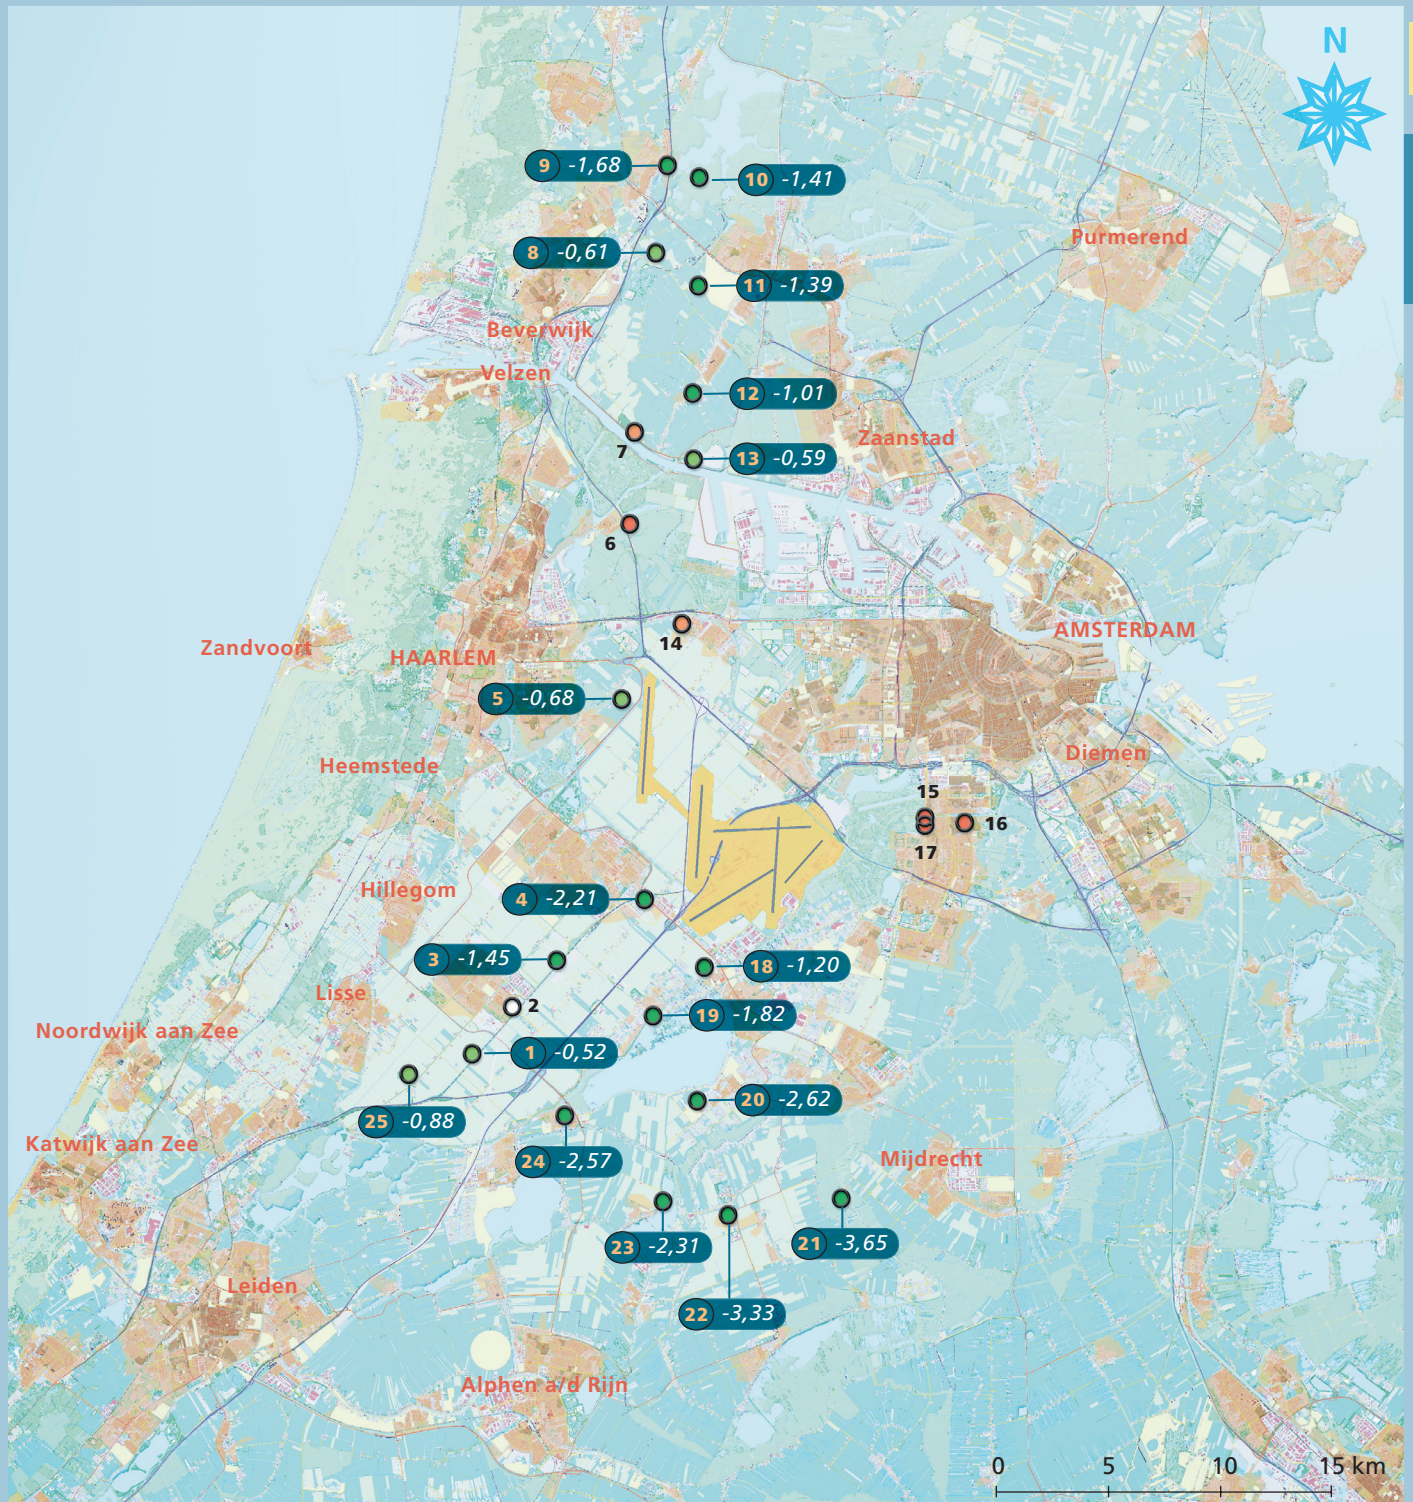 N
9 -1,68
10 -1,41
Purmerend
8 -0,61
11 -1,39
Beverwijk
Velzen
12 -1,01
7
Zaanstad
13 -0,59
6
14
AMSTERDAM
Zandvoort
HAARLEM
5 -0,68
Diemen
Heemstede
15
16
17
Hillegom
4 -2,21
3 -1,45
18 -1,20
Lisse
2
19 -1,82
Noordwijk aan Zee
1 -0,52
25 -0,88
20 -2,62
Katwijk aan Zee
24 -2,57
Mijdrecht
23 -2,31
21 -3,65
Leiden
22 -3,33
Alphen a/d Rijn
0 5 10 15 km